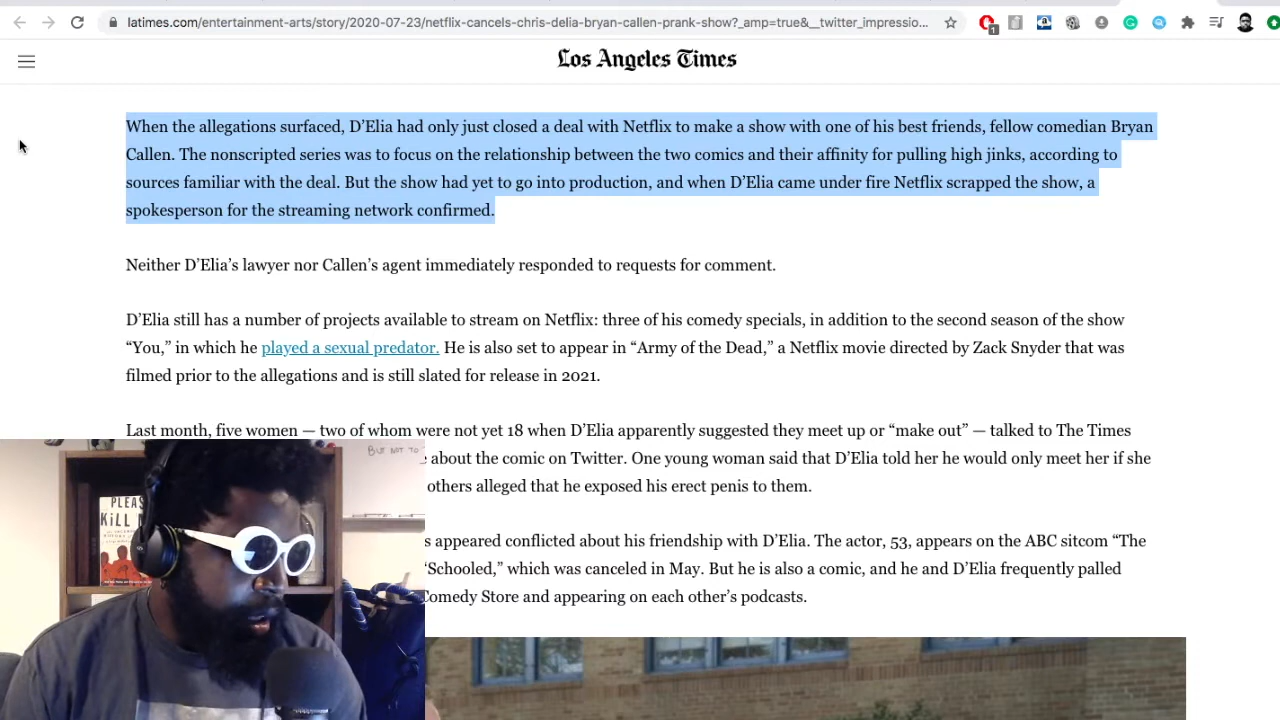 latimes.com/entertainment-arts/story/2020-07-23/netflix-cancels-chris-delia-bryan-callen-prank-show?_amp=true&__twitter_impressio...
1
Los Angeles Times
When the allegations surfaced, D’Elia had only just closed a deal with Netflix to make a show with one of his best friends, fellow comedian Bryan
Callen. The nonscripted series was to focus on the relationship between the two comics and their affinity for pulling high jinks, according to
sources familiar with the deal. But the show had yet to go into production, and when D’Elia came under fire Netflix scrapped the show, a
spokesperson for the streaming network confirmed.
Neither D’Elia’s lawyer nor Callen’s agent immediately responded to requests for comment.
D’Elia still has a number of projects available to stream on Netflix: three of his comedy specials, in addition to the second season of the show
“You,” in which he played a sexual predator. He is also set to appear in “Army of the Dead,” a Netflix movie directed by Zack Snyder that was
filmed prior to the allegations and is still slated for release in 2021.
Last month, five women — two of whom were not yet 18 when D’Elia apparently suggested they meet up or “make out” — talked to The Times
about the comic on Twitter. One young woman said that D’Elia told her he would only meet her if she
others alleged that he exposed his erect penis to them.
s appeared conflicted about his friendship with D’Elia. The actor, 53, appears on the ABC sitcom “The
“Schooled,” which was canceled in May. But he is also a comic, and he and D’Elia frequently palled
Comedy Store and appearing on each other’s podcasts.
BUT NOT TO
PLEAS
KILL M